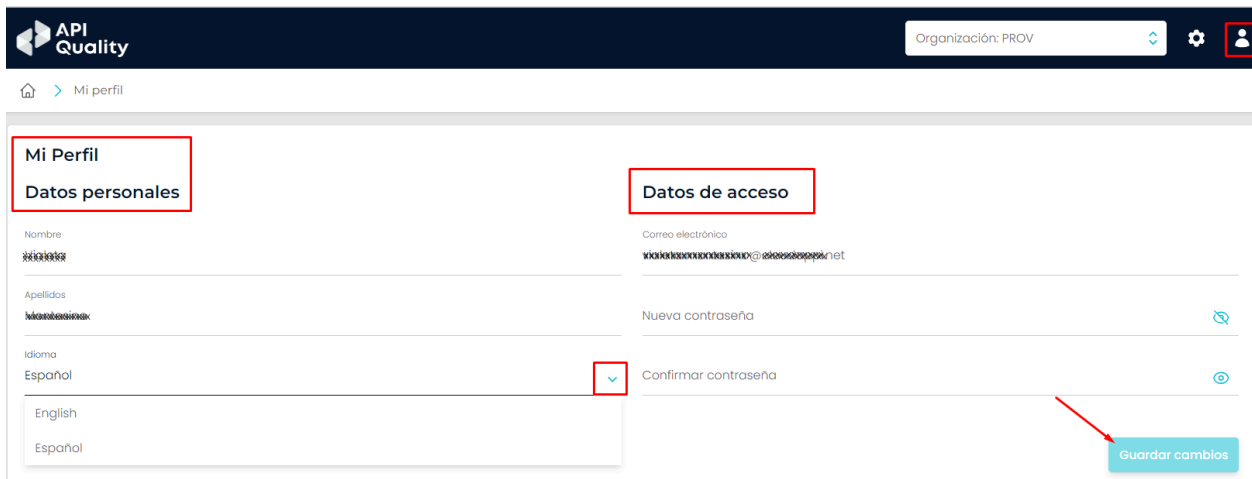 API
Quality
Organización: PROV
Mi perfil
Mi Perfil
Datos personales
Nombre
Apellidos
Idioma
Español
English
Español
Datos de acceso
Correo electrónico
Nueva contraseña
Confirmar contraseña
Guardar cambios